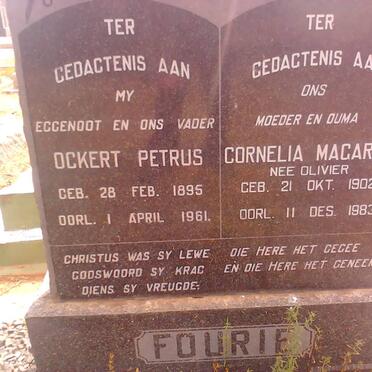 TER
GEDACTENIS AAN
MY
EGGENOOT EN ONS VADER
OCKERT PETRUS
GEB. 28 FEB. 1895
OORL. 1 APRIL 1961.
CHRISTUS WAS SY LEWE
GODSWOORD SY KRAG
DIENS SY VREUGDE.
TER
GEDACTENIS AA
ONS
MOEDER EN OUMA
CORNELIA MAGAR
NEE OLIVIER
GEB. 21 OKT. 1902
OORL. 11 DES. 1983
DIE HERE HET GEGEE
EN DIE HERE HET GENEEM
FOURIE